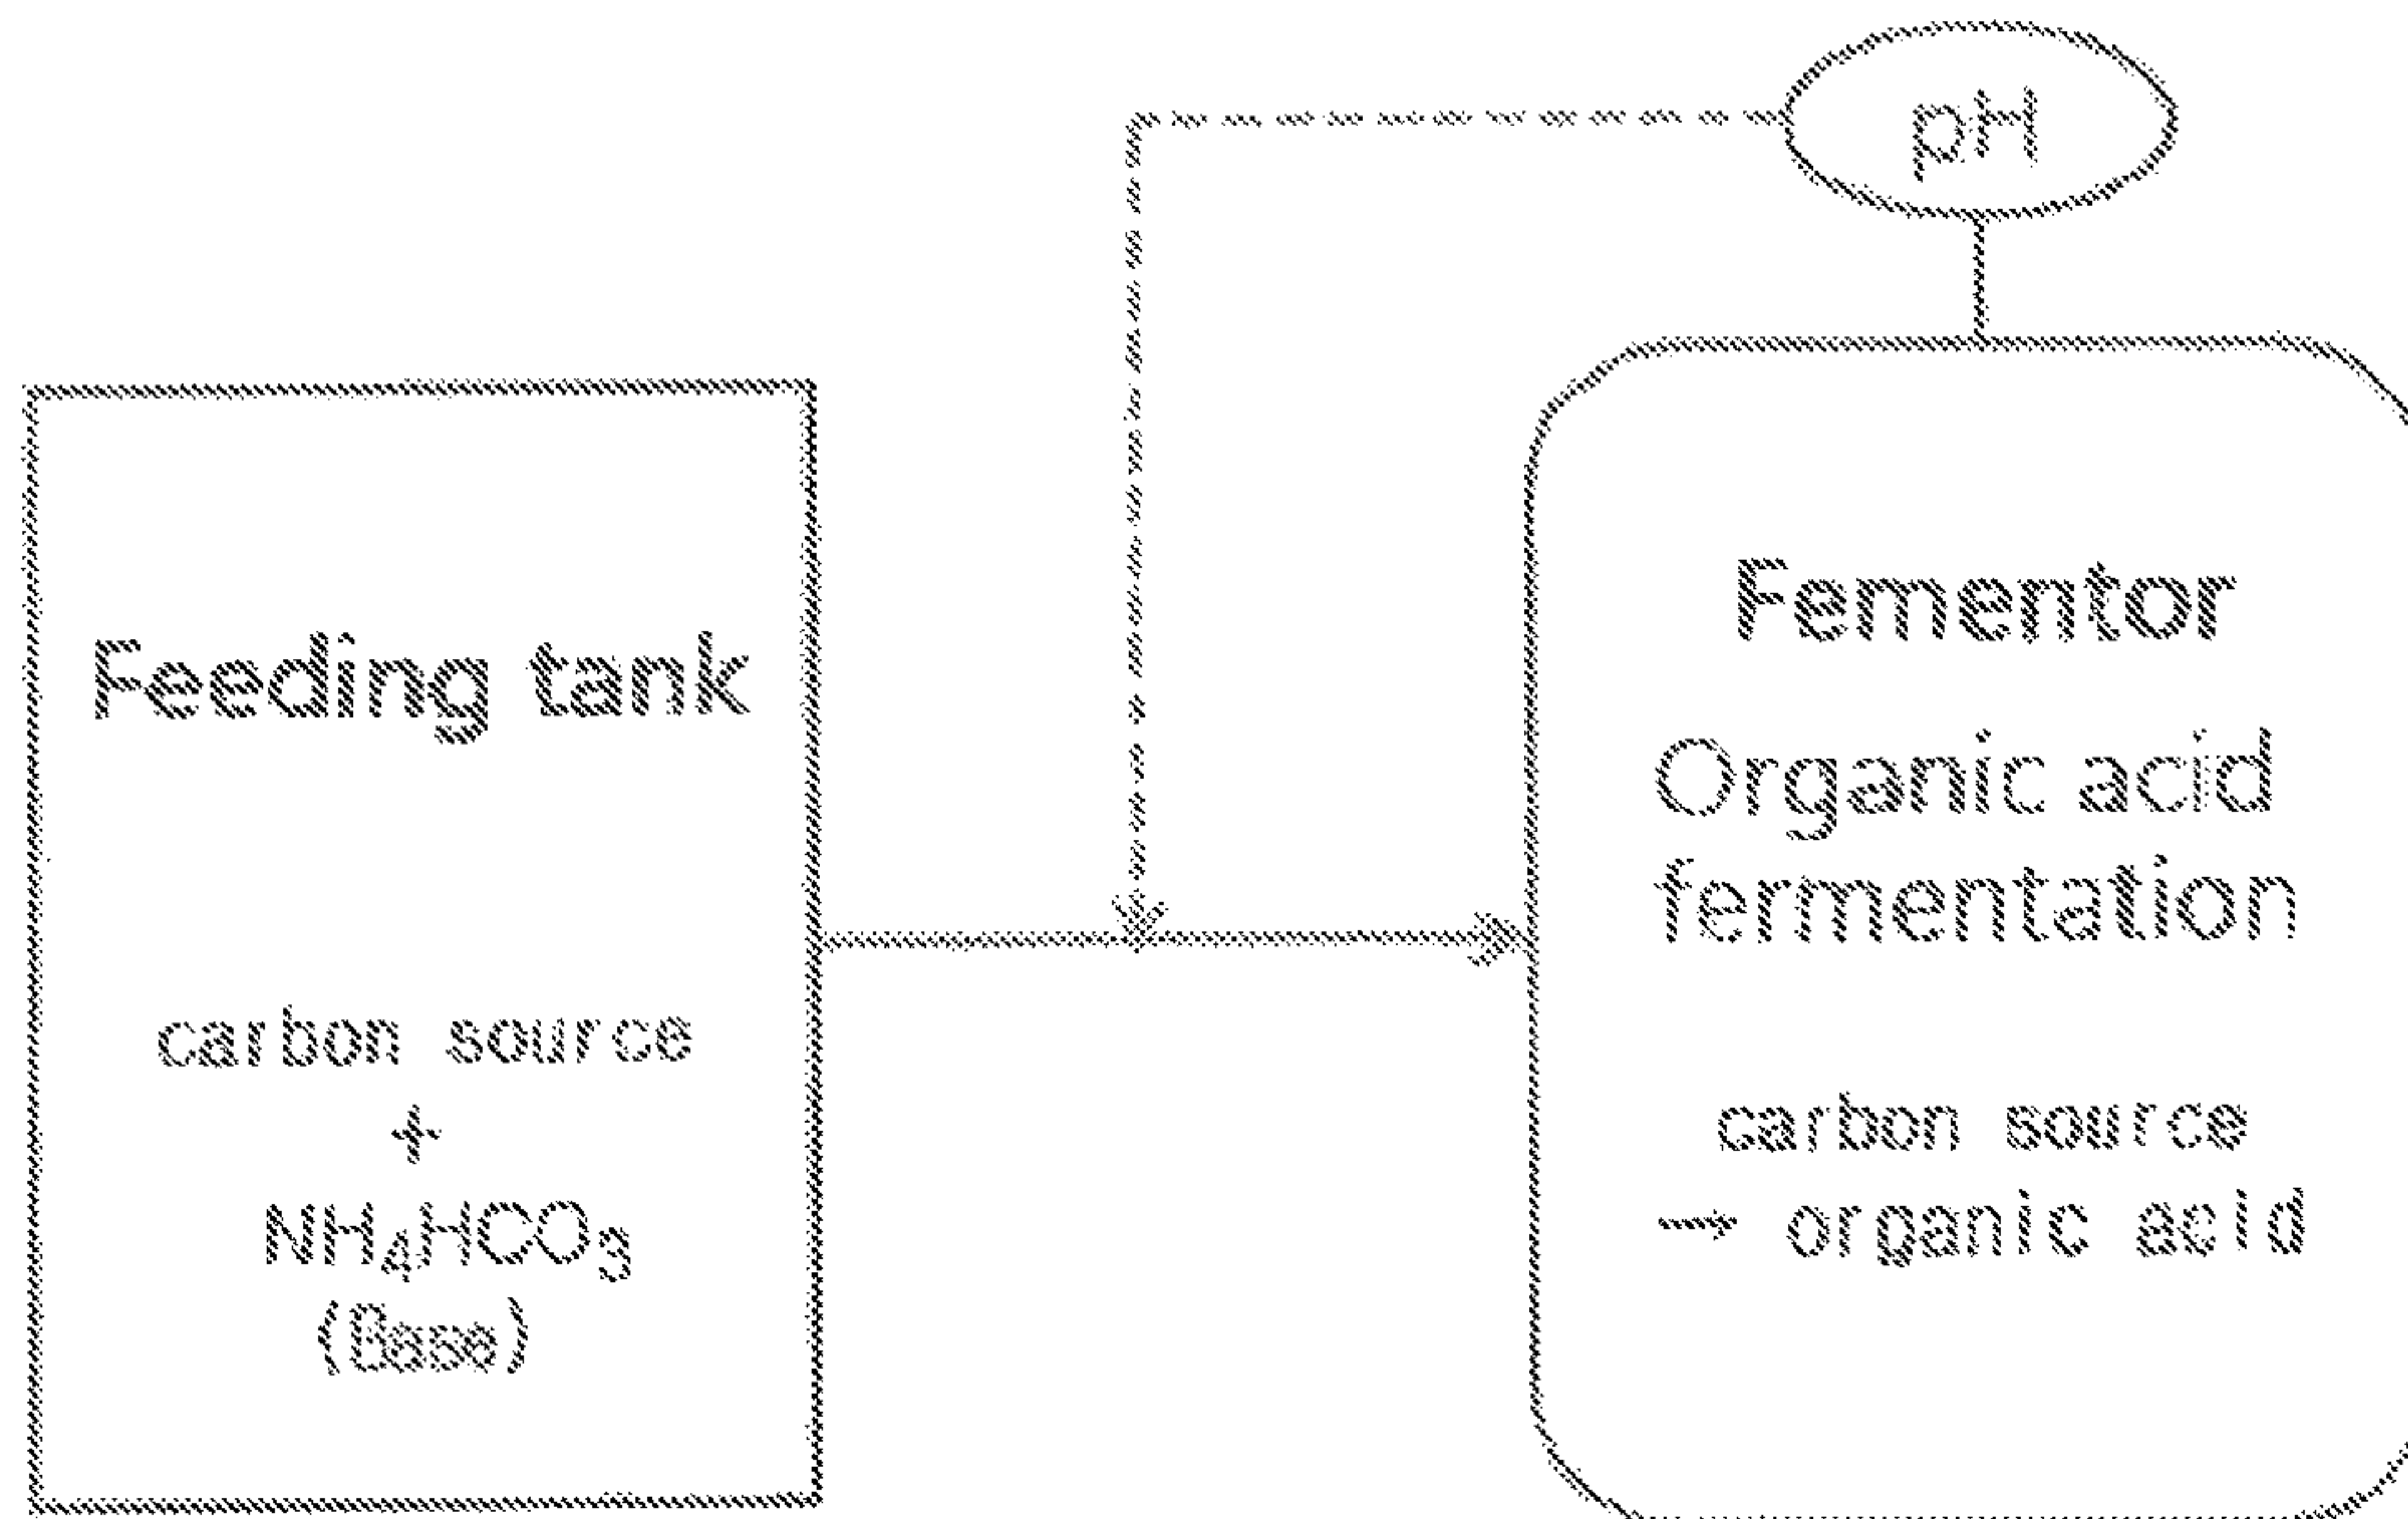 pH
Feeding tank
carbon source
+
NH₄HCO₃
(Base)
Fementor
Organic acid
fermentation
carbon source
→ organic acid